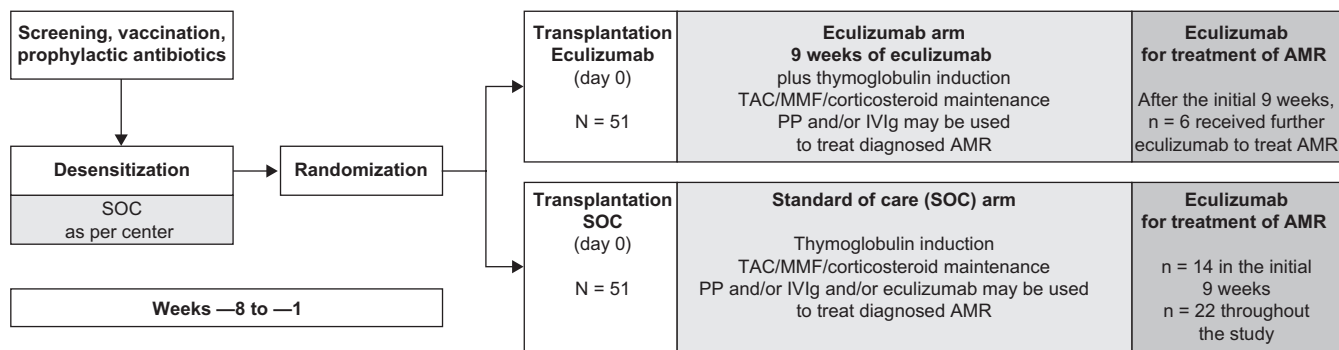 Screening, vaccination,
prophylactic antibiotics
Desensitization
SOC
as per center
Weeks —8 to —1
Randomization
Transplantation
Eculizumab
(day 0)
N = 51
Eculizumab arm
9 weeks of eculizumab
plus thymoglobulin induction
TAC/MMF/corticosteroid maintenance
PP and/or IVIg may be used
to treat diagnosed AMR
Eculizumab
for treatment of AMR
After the initial 9 weeks,
n = 6 received further
eculizumab to treat AMR
Transplantation
SOC
(day 0)
N = 51
Standard of care (SOC) arm
Thymoglobulin induction
TAC/MMF/corticosteroid maintenance
PP and/or IVIg and/or eculizumab may be used
to treat diagnosed AMR
Eculizumab
for treatment of AMR
n = 14 in the initial
9 weeks
n = 22 throughout
the study